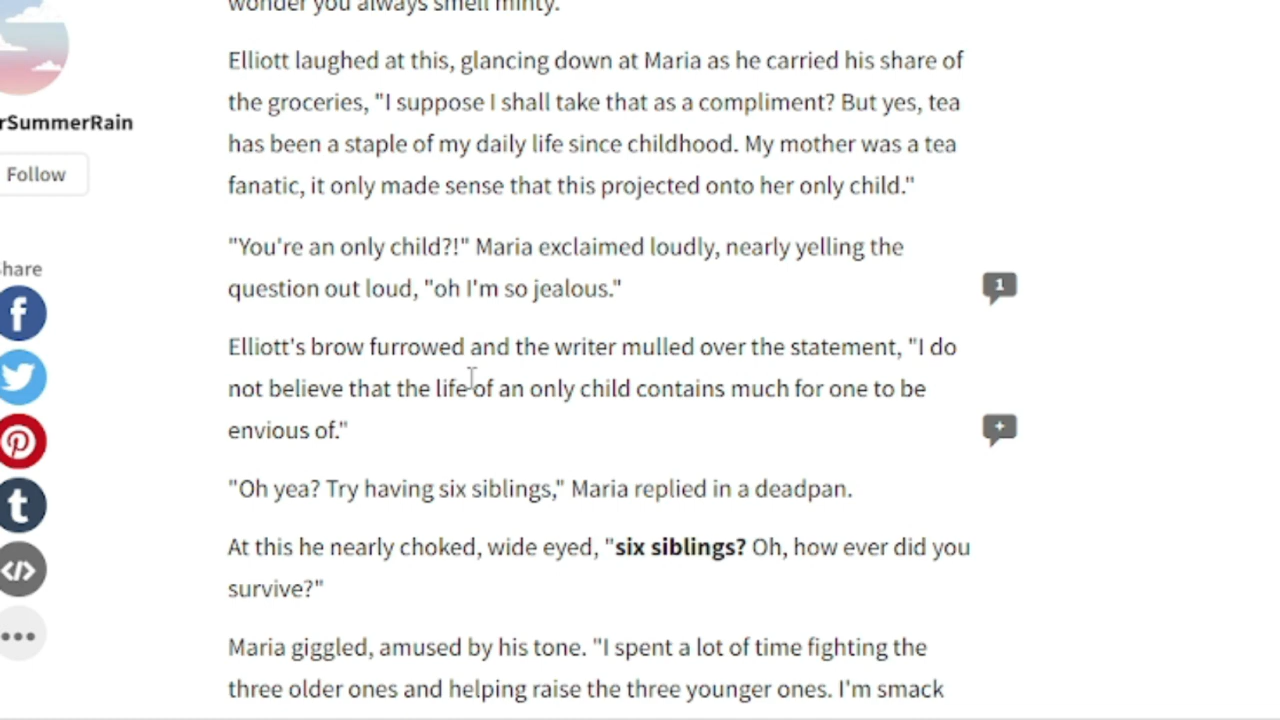 wonder you always smell minty.
Elliott laughed at this, glancing down at Maria as he carried his share of
the groceries, "I suppose I shall take that as a compliment? But yes, tea
has been a staple of my daily life since childhood. My mother was a tea
fanatic, it only made sense that this projected onto her only child."
rSummerRain
Follow
"You're an only child?!" Maria exclaimed loudly, nearly yelling the
question out loud, "oh I'm so jealous."
1
hare
Elliott's brow furrowed and the writer mulled over the statement, "I do
not believe that the life of an only child contains much for one to be
envious of."
+
"Oh yea? Try having six siblings," Maria replied in a deadpan.
At this he nearly choked, wide eyed, "six siblings? Oh, how ever did you
survive?"
Maria giggled, amused by his tone. "I spent a lot of time fighting the
three older ones and helping raise the three younger ones. I'm smack